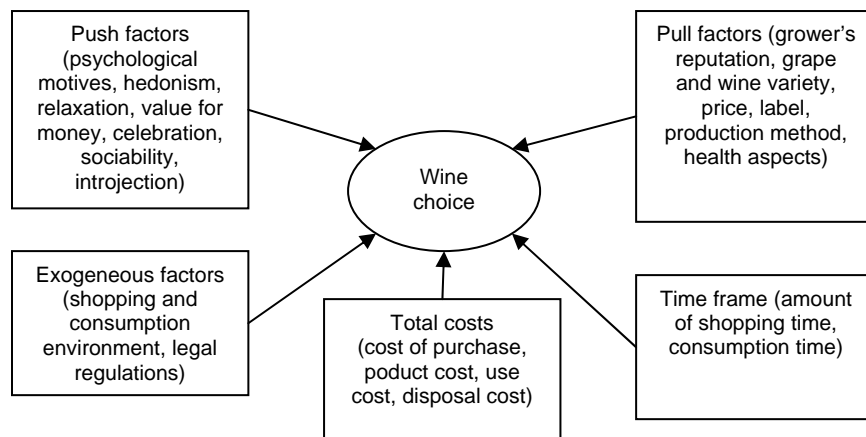 Push factors
(psychological
motives, hedonism,
relaxation, value for
money, celebration,
sociability,
introjection)
Pull factors (grower's
reputation, grape
and wine variety,
price, label,
production method,
health aspects)
Wine
choice
Exogeneous factors
(shopping and
consumption
environment, legal
regulations)
Total costs
(cost of purchase,
poduct cost, use
cost, disposal cost)
Time frame (amount
of shopping time,
consumption time)